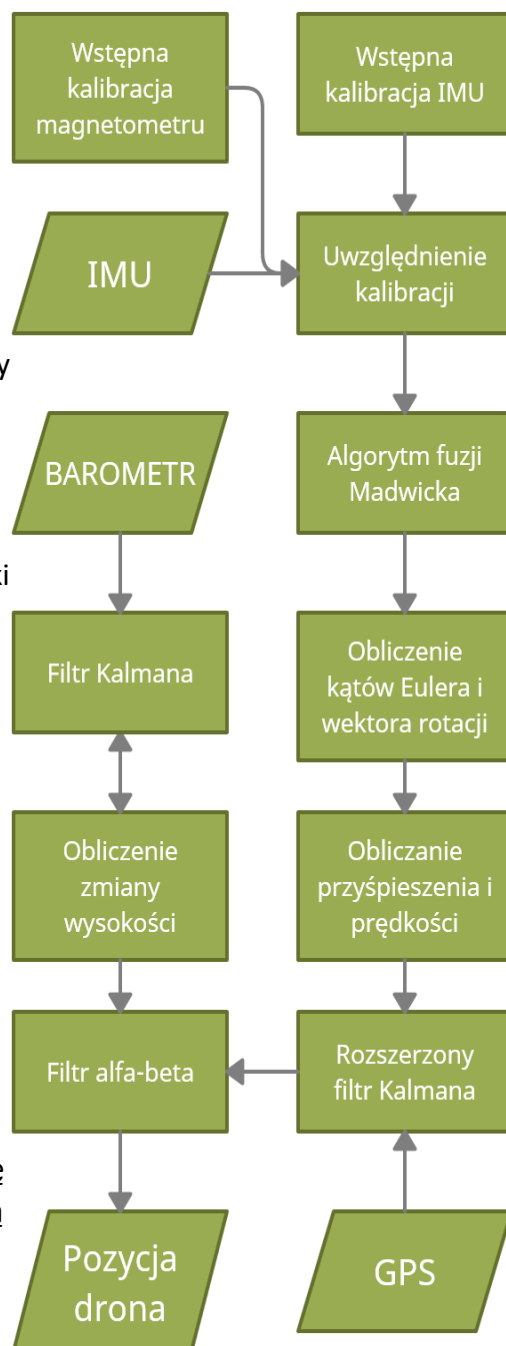 Wstępna
kalibracja
magnetometru
Wstępna
kalibracja IMU
IMU
Uwzględnienie
kalibracji
y
BAROMETR
Algorytm fuzji
Madwicka
ki
Filtr Kalmana
Obliczenie
kątów Eulera i
wektora rotacji
Obliczenie
zmiany
wysokości
Obliczanie
przyśpieszenia i
prędkości
Filtr alfa-beta
Rozszerzony
filtr Kalmana
ę
ą
Pozycja
drona
GPS